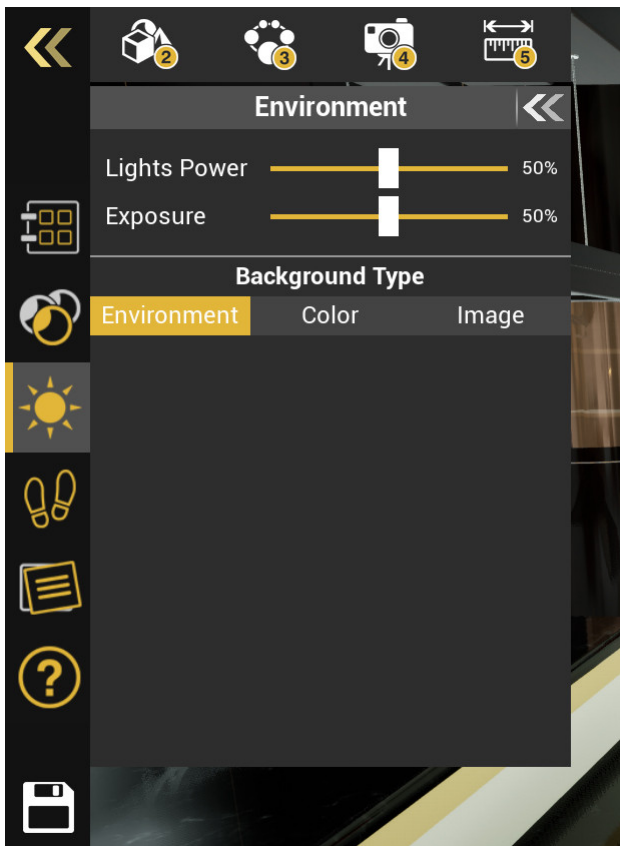 2 3 4 5
Environment
Lights Power 50%
Exposure 50%
Background Type
Environment Color Image
?